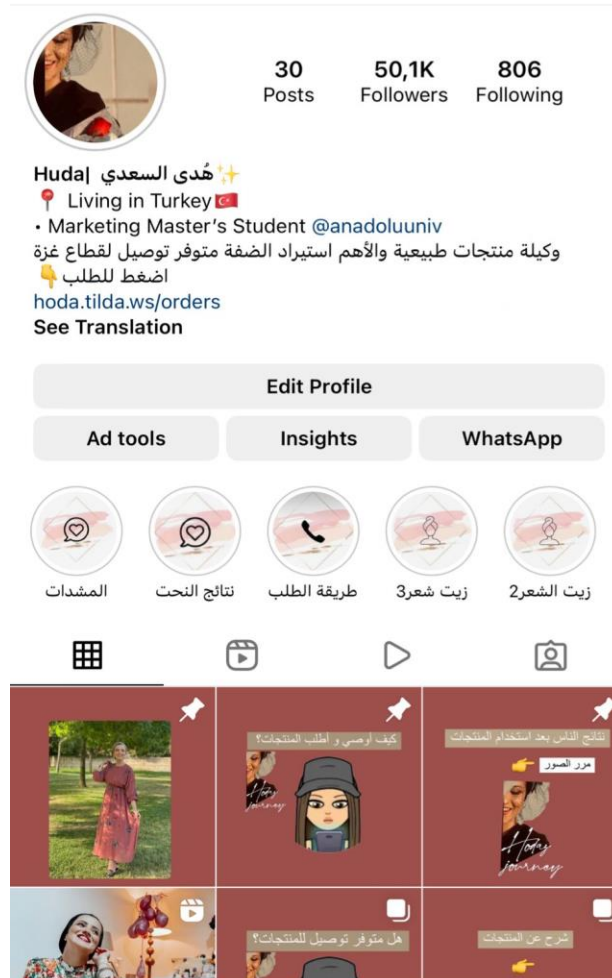 30 50,1K 806
Posts Followers Following
Huda| هُدى السعدي✨
📍 Living in Turkey🇹🇷
• Marketing Master's Student @anadoluuniv
وكيلة منتجات طبيعية والأهم استيراد الضفة متوفر توصيل لقطاع غزة
اضغط للطلب👇
hoda.tilda.ws/orders
See Translation
Edit Profile
Ad tools Insights WhatsApp
المشدات نتائج النحت طريقة الطلب زيت شعر3 زيت الشعر2
كيف أوصي و أطلب المنتجات؟
Hoday journey
نتائج الناس بعد استخدام المنتجات
مرر الصور 👉
Hoday journey
هل متوفر توصيل للمنتجات؟
شرح عن المنتجات
👉